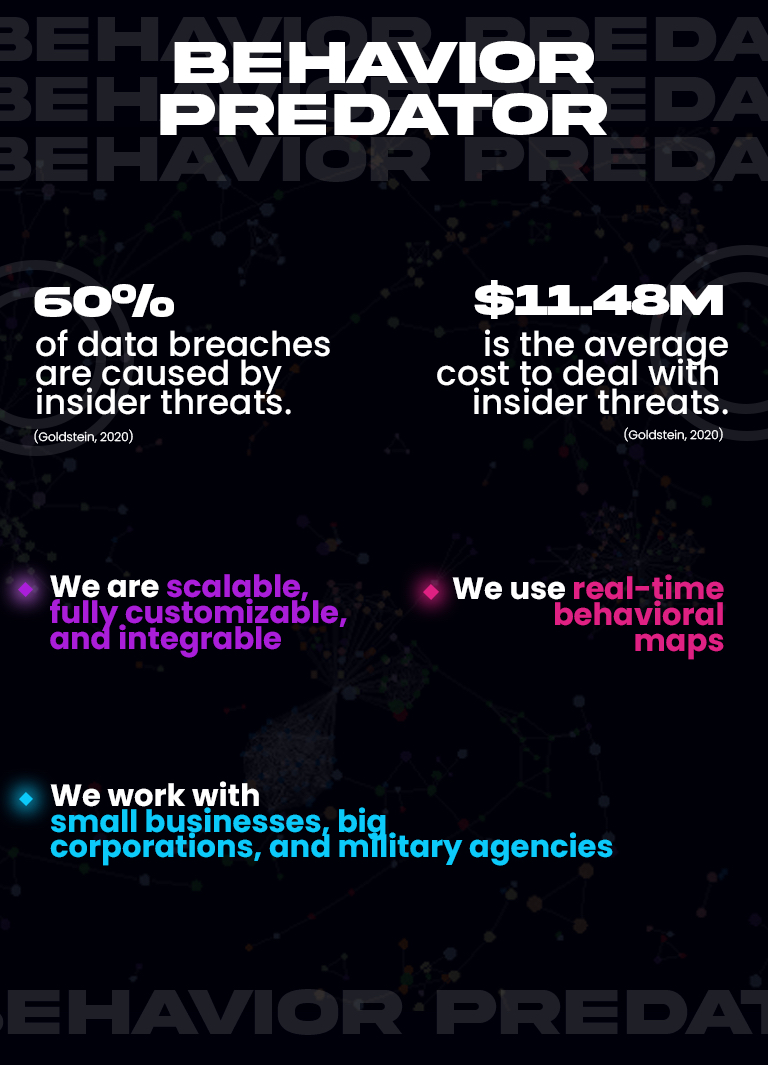 BEHAVIOR PREDA
BEHAVIOR PREDA
BEHAVIOR PREDA
BEHAVIOR
PREDATOR
60%
of data breaches
are caused by
insider threats.
(Goldstein, 2020)
$11.48M
is the average
cost to deal with
insider threats.
(Goldstein, 2020)
We are scalable,
fully customizable,
and integrable
We use real-time
behavioral
maps
We work with
small businesses, big
corporations, and military agencies
BEHAVIOR PREDAT